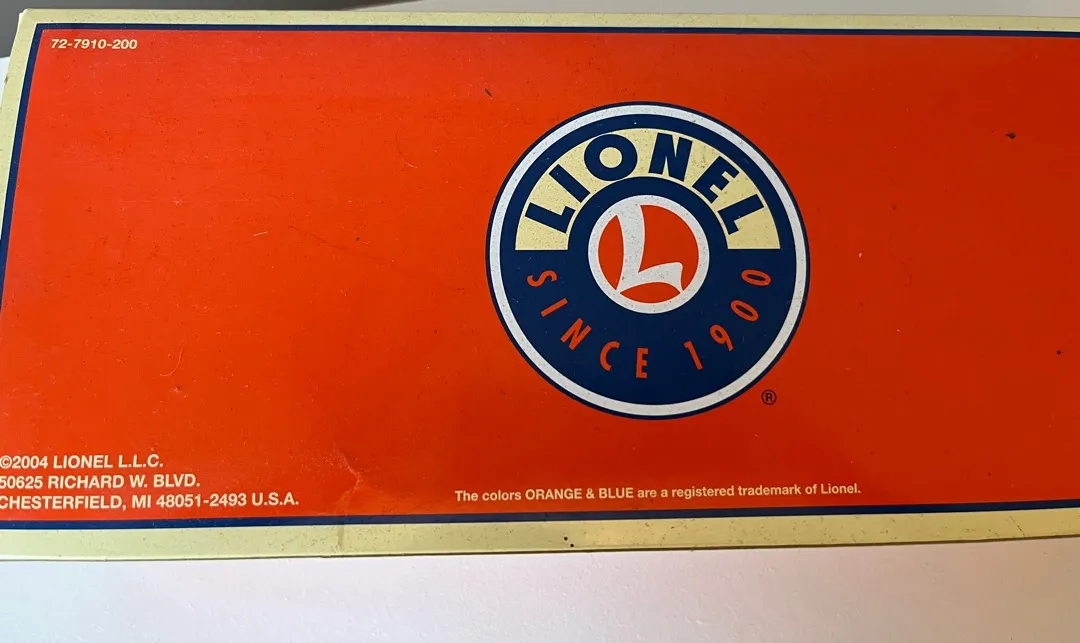 72-7910-200
LIONEL
L
SINCE 1900
®
©2004 LIONEL L.L.C.
50625 RICHARD W. BLVD.
CHESTERFIELD, MI 48051-2493 U.S.A.
The colors ORANGE & BLUE are a registered trademark of Lionel.